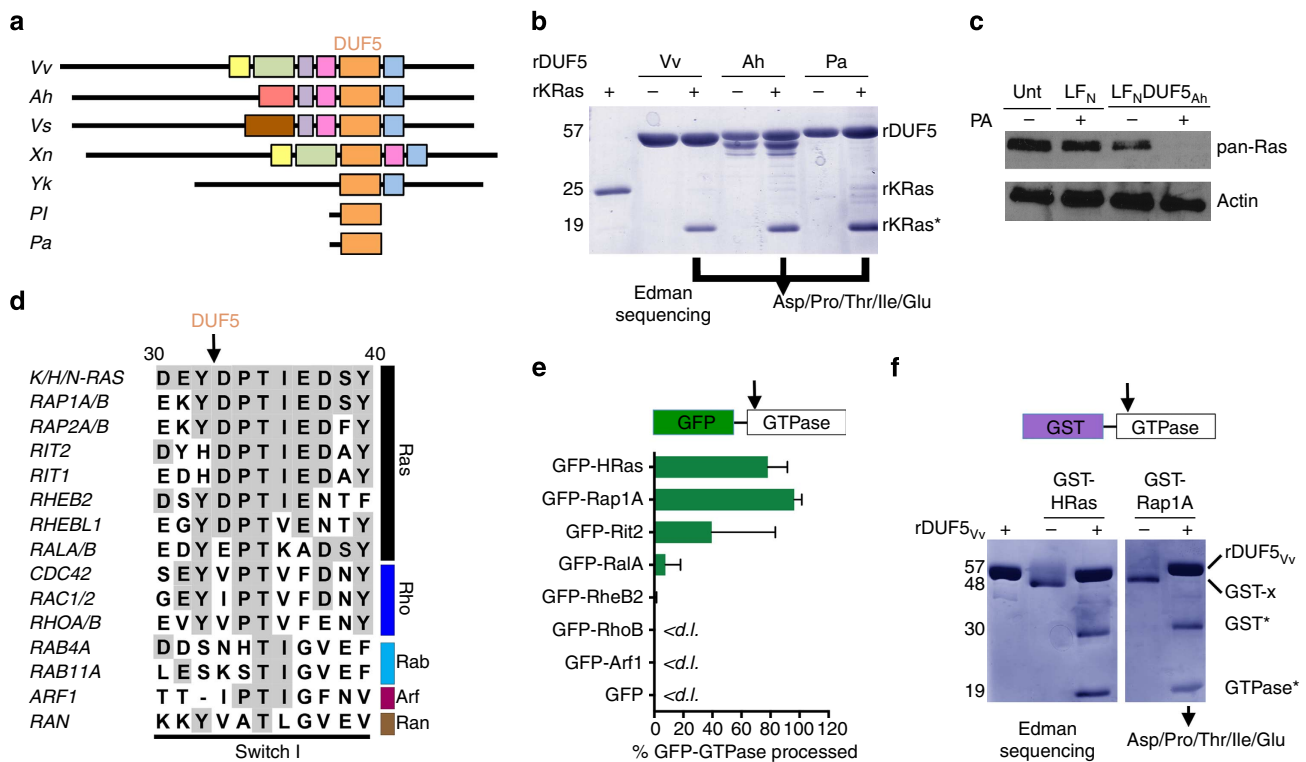 a
DUF5
Vv
Ah
Vs
Xn
Yk
Pl
Pa
b
rDUF5 Vv Ah Pa
rKRas + − + − + − +
57 rDUF5
25 rKRas
19 rKRas*
Edman sequencing
Asp/Pro/Thr/Ile/Glu
c
Unt LFN LFNDUF5Ah
PA − + − +
pan-Ras
Actin
d
DUF5
30 40
K/H/N-RAS D E Y D P T I E D S Y
RAP1A/B E K Y D P T I E D S Y
RAP2A/B E K Y D P T I E D F Y
RIT2 D Y H D P T I E D A Y
RIT1 E D H D P T I E D A Y
RHEB2 D S Y D P T I E N T F
RHEBL1 E G Y D P T V E N T Y
RALA/B E D Y E P T K A D S Y
CDC42 S E Y V P T V F D N Y
RAC1/2 G E Y I P T V F D N Y
RHOA/B E V Y V P T V F E N Y
RAB4A D D S N H T I G V E F
RAB11A L E S K S T I G V E F
ARF1 T T - I P T I G F N V
RAN K K Y V A T L G V E V
Ras
Rho
Rab
Arf
Ran
Switch I
e
GFP GTPase
GFP-HRas
GFP-Rap1A
GFP-Rit2
GFP-RalA
GFP-RheB2
GFP-RhoB <d.l.
GFP-Arf1 <d.l.
GFP <d.l.
0 20 40 60 80 100 120
% GFP-GTPase processed
f
GST GTPase
GST-HRas
GST-Rap1A
rDUF5Vv + − + − +
57
48
30
19
rDUF5Vv
GST-x
GST*
GTPase*
Edman sequencing
Asp/Pro/Thr/Ile/Glu